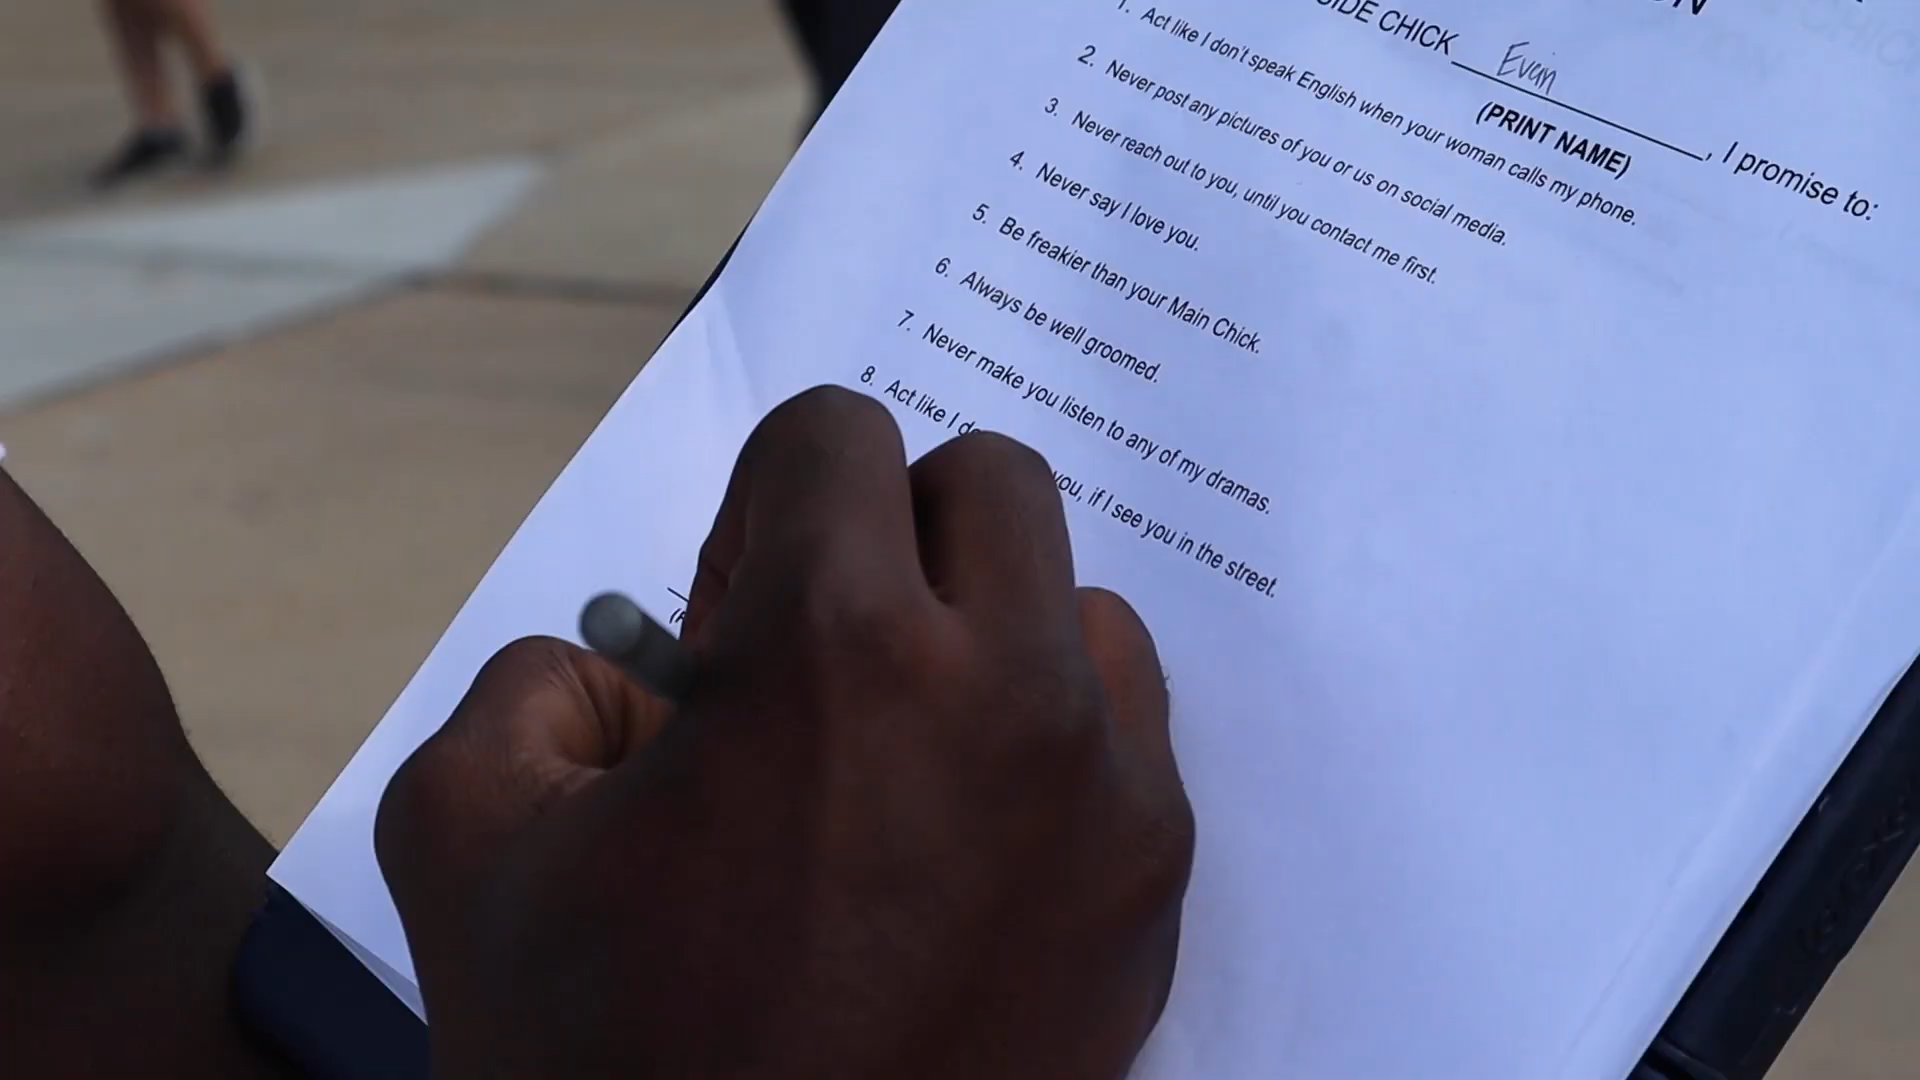 SIDE CHICK Evan , I promise to:
(PRINT NAME)
1. Act like I don't speak English when your woman calls my phone.
2. Never post any pictures of you or us on social media.
3. Never reach out to you, until you contact me first.
4. Never say I love you.
5. Be freakier than your Main Chick.
6. Always be well groomed.
7. Never make you listen to any of my dramas.
8. Act like I you, if I see you in the street.